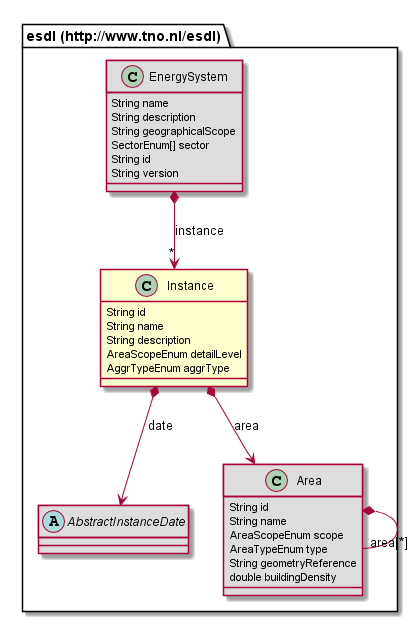 esdl (http://www.tno.nl/esdl)
C EnergySystem
String name
String description
String geographicalScope
SectorEnum[] sector
String id
String version
instance
*
C Instance
String id
String name
String description
AreaScopeEnum detailLevel
AggrTypeEnum aggrType
date
area
A AbstractInstanceDate
C Area
String id
String name
AreaScopeEnum scope
AreaTypeEnum type
String geometryReference
double buildingDensity
area[*]